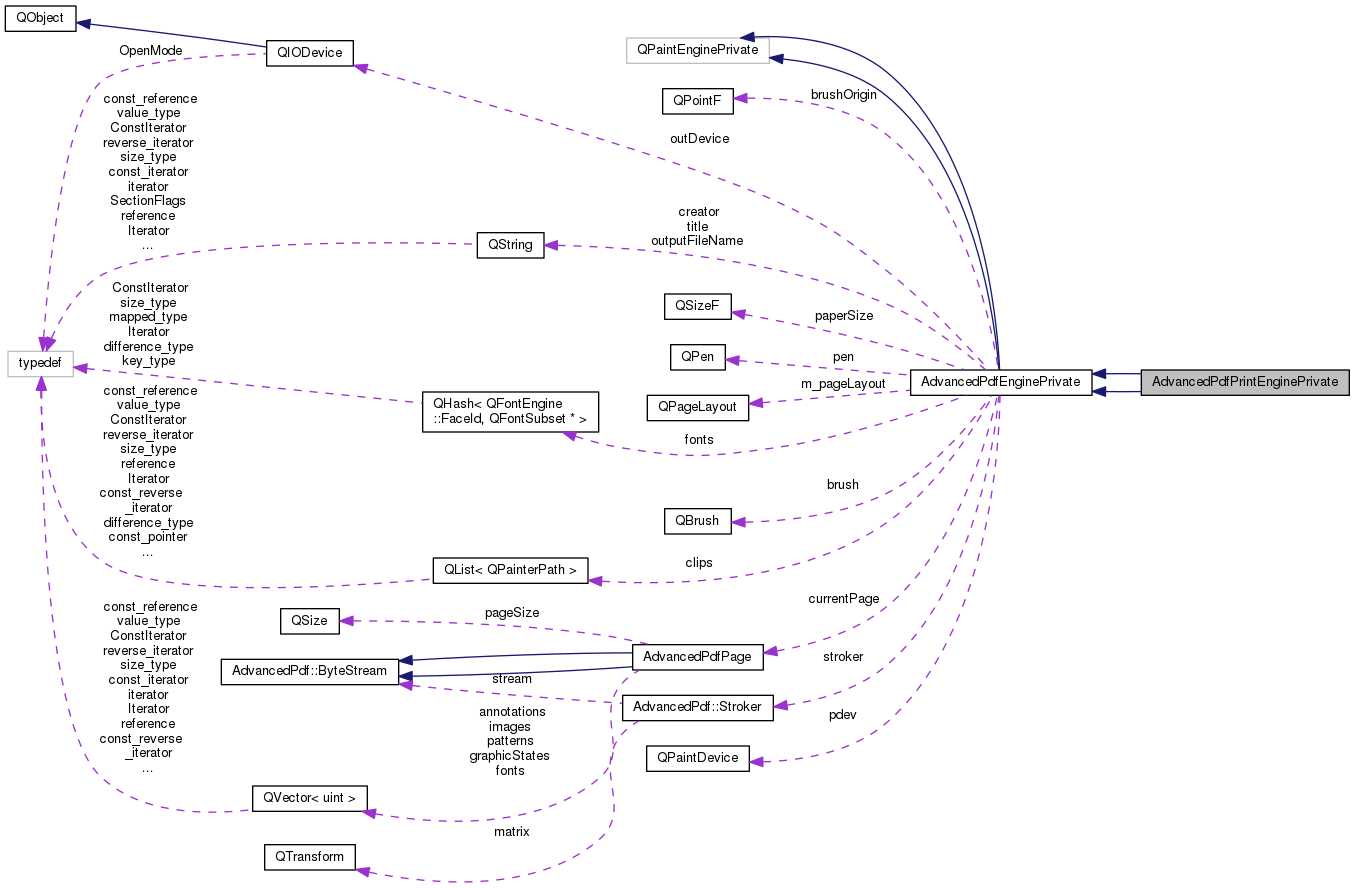 QObject
QIODevice
OpenMode
QPaintEnginePrivate
QPointF
brushOrigin
outDevice
const_reference
value_type
ConstIterator
reverse_iterator
size_type
const_iterator
iterator
SectionFlags
reference
Iterator
...
creator
title
outputFileName
QString
ConstIterator
size_type
mapped_type
Iterator
difference_type
key_type
typedef
QSizeF
paperSize
QPen
pen
m_pageLayout
QPageLayout
AdvancedPdfEnginePrivate
AdvancedPdfPrintEnginePrivate
QHash< QFontEngine
::FaceId, QFontSubset * >
fonts
const_reference
value_type
ConstIterator
reverse_iterator
size_type
reference
Iterator
const_reverse
_iterator
difference_type
const_pointer
...
QBrush
brush
QList< QPainterPath >
clips
currentPage
QSize
pageSize
AdvancedPdfPage
AdvancedPdf::ByteStream
stream
stroker
AdvancedPdf::Stroker
pdev
QPaintDevice
const_reference
value_type
ConstIterator
reverse_iterator
size_type
const_iterator
iterator
Iterator
reference
const_reverse
_iterator
...
annotations
images
patterns
graphicStates
fonts
QVector< uint >
matrix
QTransform